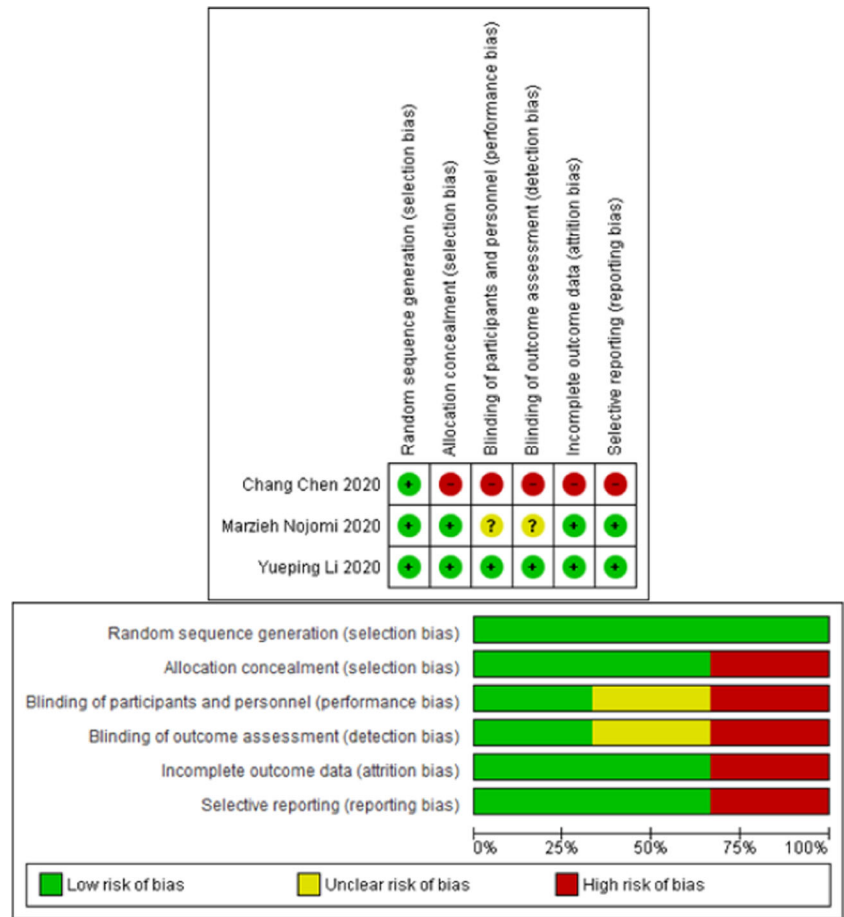 Random sequence generation (selection bias)
Allocation concealment (selection bias)
Blinding of participants and personnel (performance bias)
Blinding of outcome assessment (detection bias)
Incomplete outcome data (attrition bias)
Selective reporting (reporting bias)
Chang Chen 2020 + - - - - -
Marzieh Nojomi 2020 + + ? ? + +
Yueping Li 2020 + + + + + +
Random sequence generation (selection bias)
Allocation concealment (selection bias)
Blinding of participants and personnel (performance bias)
Blinding of outcome assessment (detection bias)
Incomplete outcome data (attrition bias)
Selective reporting (reporting bias)
0% 25% 50% 75% 100%
Low risk of bias Unclear risk of bias High risk of bias